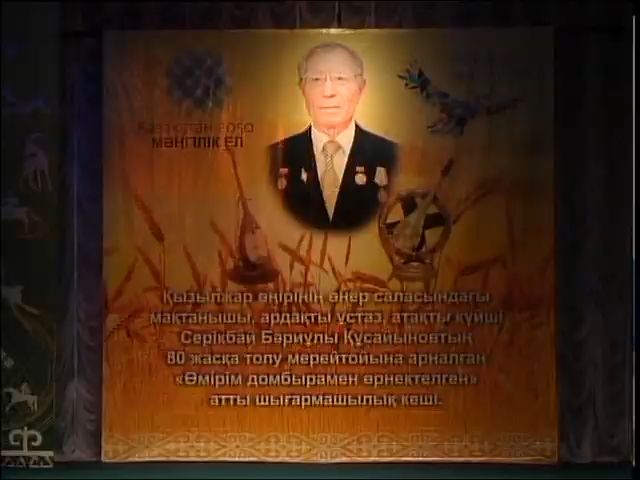 Қазақстан 2050
МӘҢГІЛІК ЕЛ
Қызылжар өңірінің өнер саласындағы
мақтанышы, ардақты ұстаз, атақты күйші
Серікбай Бәриұлы Құсайыновтың
80 жасқа толу мерейтойына арналған
«Өмірім домбырамен өрнектелген»
атты шығармашылық кеші.